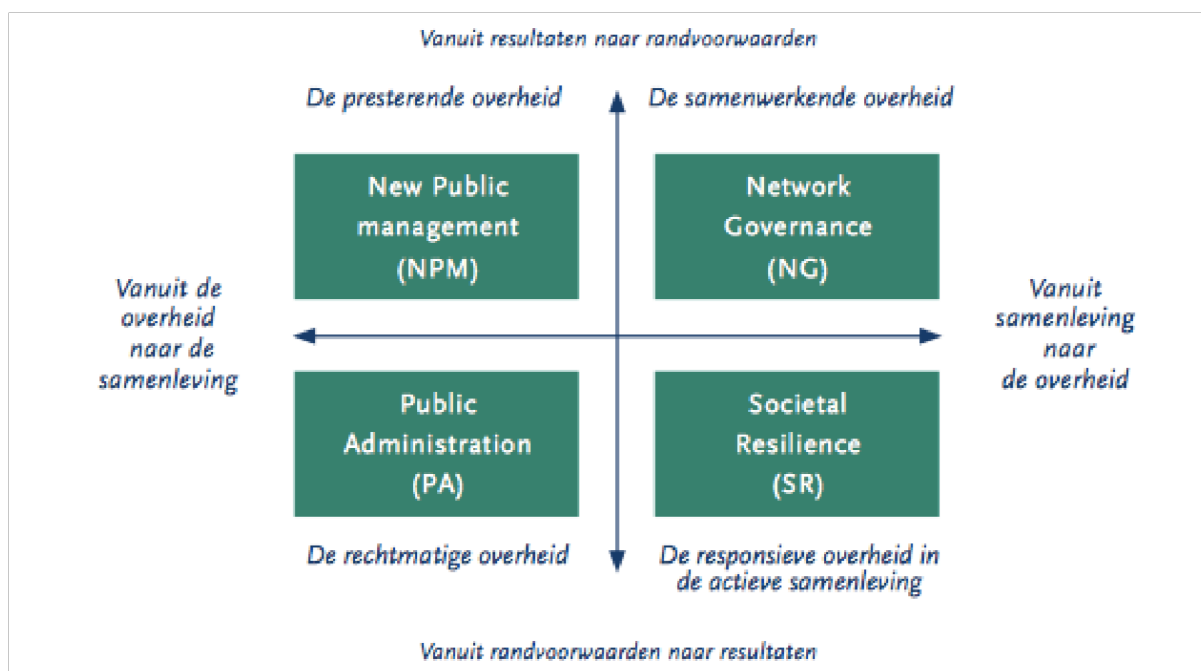 Vanuit resultaten naar randvoorwaarden
De presterende overheid
De samenwerkende overheid
New Public
management
(NPM)
Network
Governance
(NG)
Vanuit de
overheid
naar de
samenleving
Vanuit
samenleving
naar
de overheid
Public
Administration
(PA)
Societal
Resilience
(SR)
De rechtmatige overheid
De responsieve overheid in
de actieve samenleving
Vanuit randvoorwaarden naar resultaten